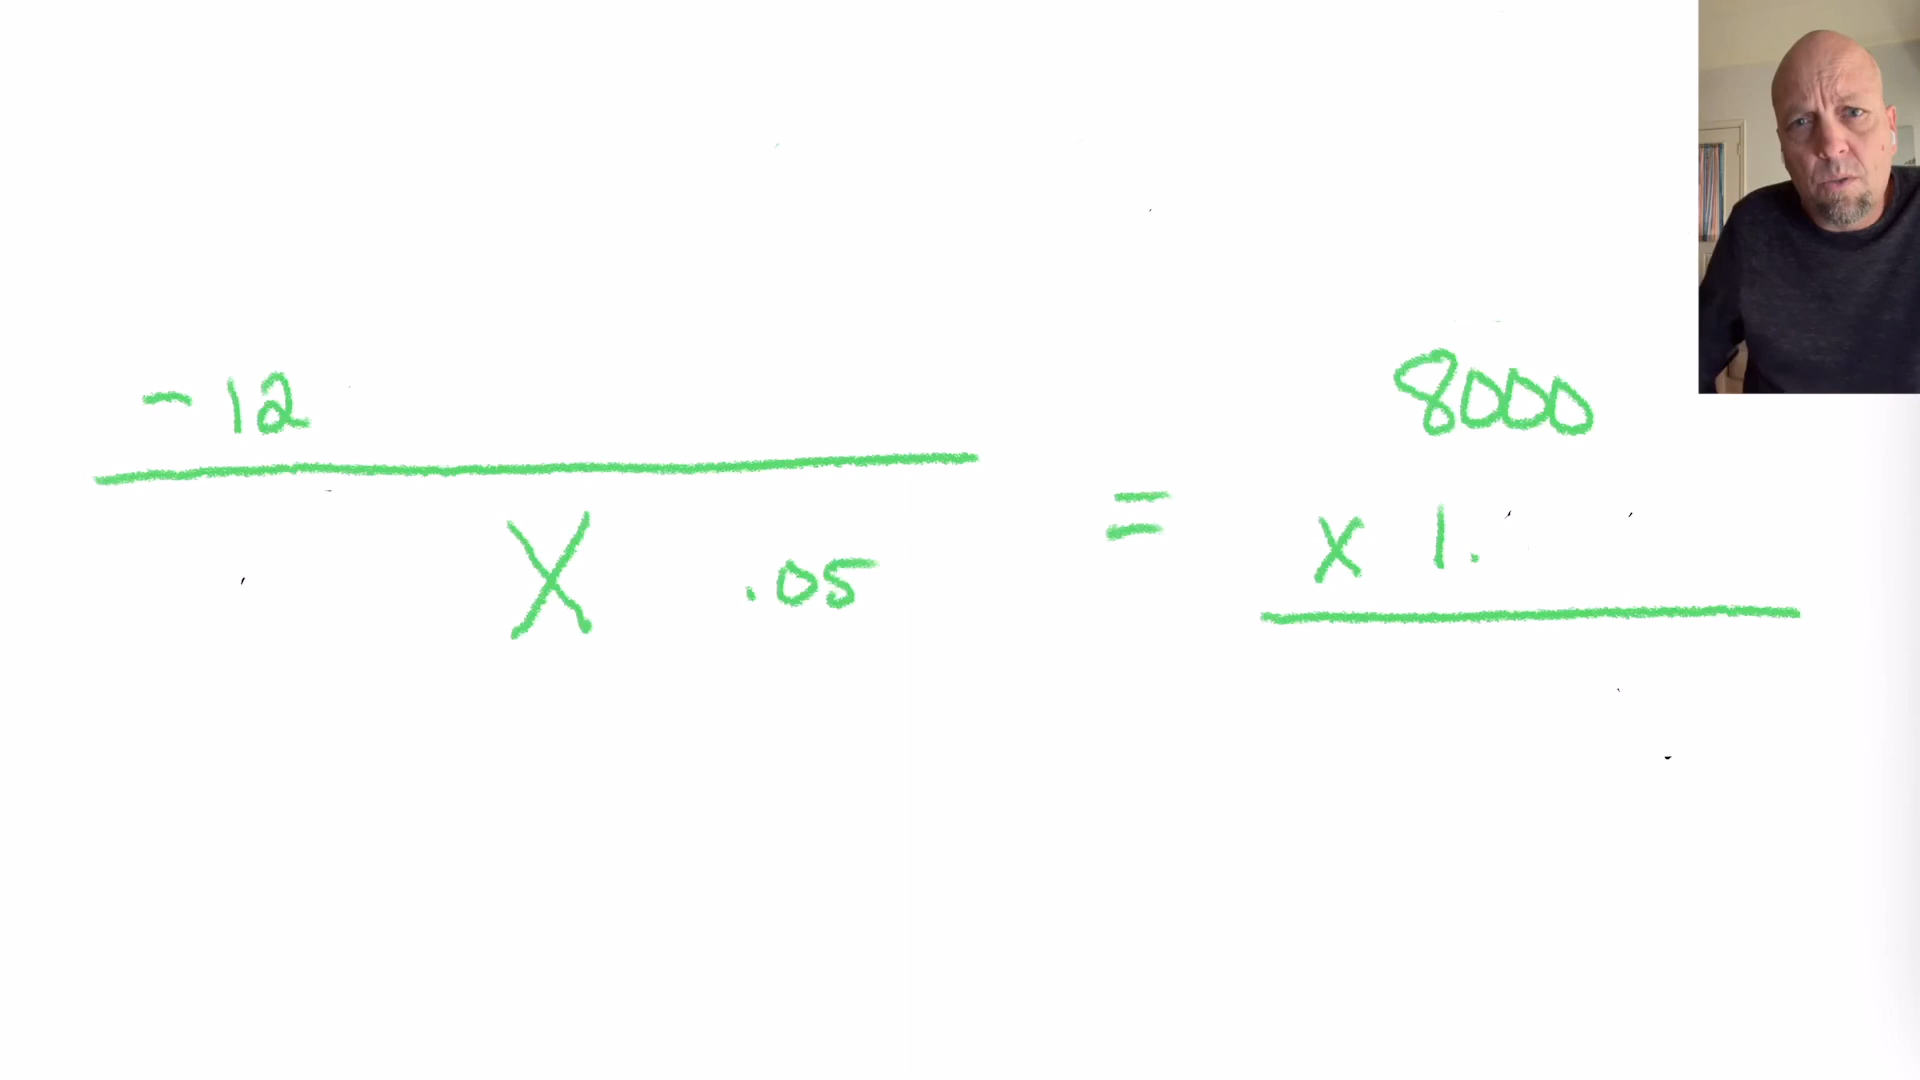 -12
X .05
=
8000
x 1.